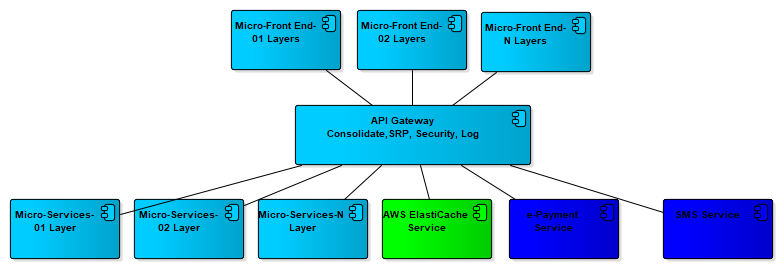 Micro-Front End-
01 Layers
Micro-Front End-
02 Layers
Micro-Front End-
N Layers
API Gateway
Consolidate,SRP, Security, Log
Micro-Services-
01 Layer
Micro-Services-
02 Layer
Micro-Services-N
Layer
AWS ElastiCache
Service
e-Payment
Service
SMS Service